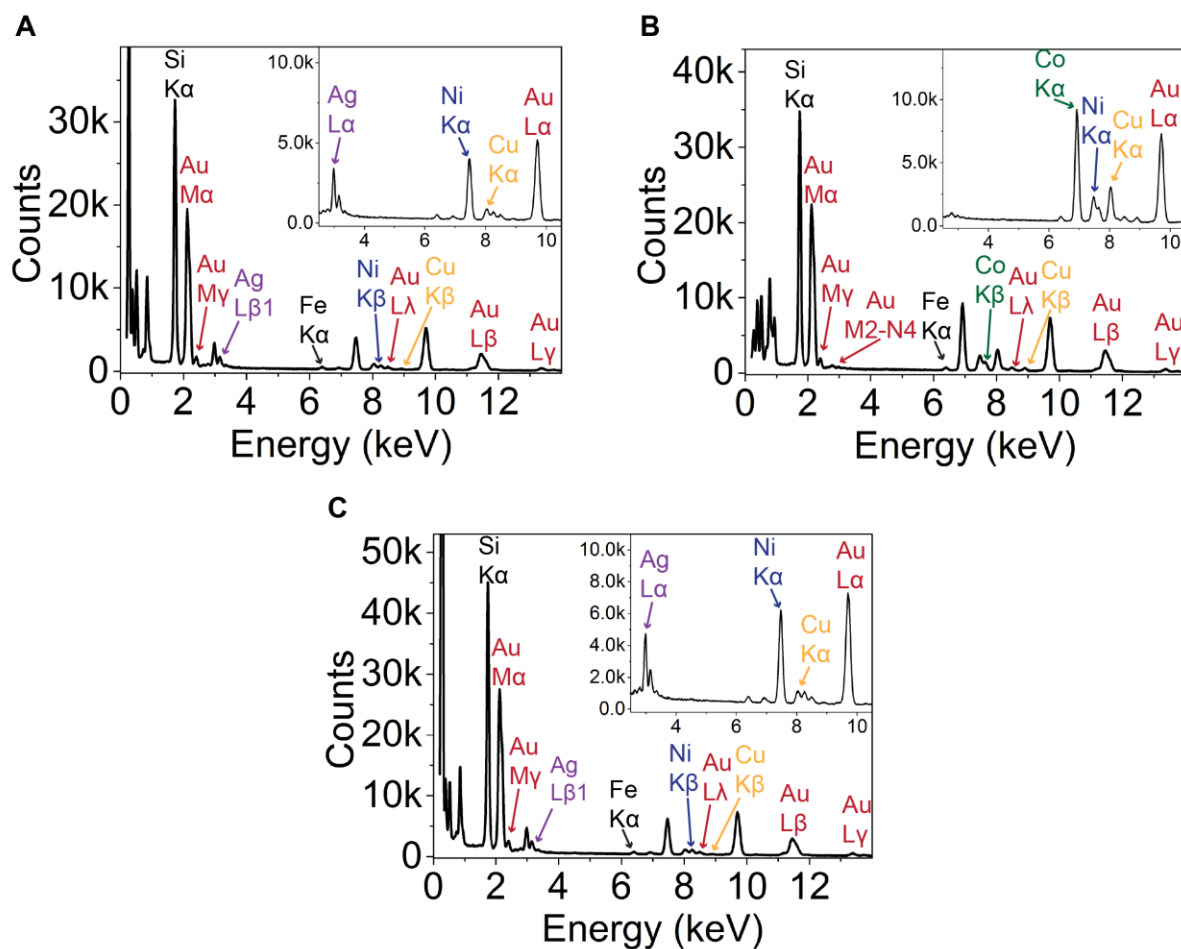 A
Counts
30k
20k
10k
0
0 2 4 6 8 10 12
Energy (keV)
Si
Kα
Au
Mα
Au
Mγ
Ag
Lβ1
Fe
Kα
Ni
Kβ
Au
Lλ
Cu
Kβ
Au
Lβ
Au
Lγ
10.0k
5.0k
0.0
4 6 8 10
Ag
Lα
Ni
Kα
Cu
Kα
Au
Lα
B
Counts
40k
30k
20k
10k
0
0 2 4 6 8 10 12
Energy (keV)
Si
Kα
Au
Mα
Au
Mγ
Au
M2-N4
Fe
Kα
Co
Kβ
Au
Lλ
Cu
Kβ
Au
Lβ
Au
Lγ
10.0k
5.0k
0.0
4 6 8 10
Co
Kα
Ni
Kα
Cu
Kα
Au
Lα
C
Counts
50k
40k
30k
20k
10k
0
0 2 4 6 8 10 12
Energy (keV)
Si
Kα
Au
Mα
Au
Mγ
Ag
Lβ1
Fe
Kα
Ni
Kβ
Au
Lλ
Cu
Kβ
Au
Lβ
Au
Lγ
10.0k
8.0k
6.0k
4.0k
2.0k
0.0
4 6 8 10
Ag
Lα
Ni
Kα
Cu
Kα
Au
Lα